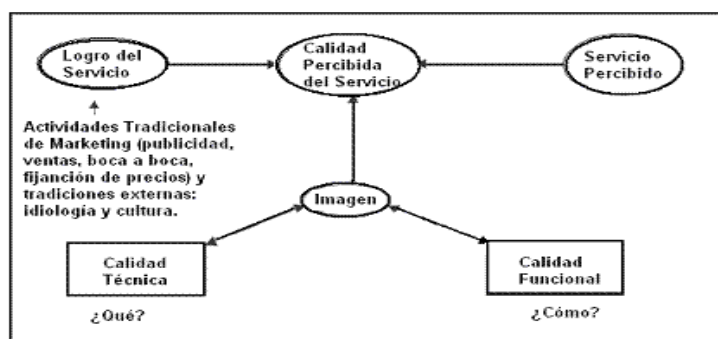 Logro del
Servicio
Calidad
Percibida
del Servicio
Servicio
Percibido
Actividades Tradicionales
de Marketing (publicidad,
ventas, boca a boca,
fijanción de precios) y
tradiciones externas:
idiología y cultura.
Imagen
Calidad
Técnica
Calidad
Funcional
¿Qué?
¿Cómo?